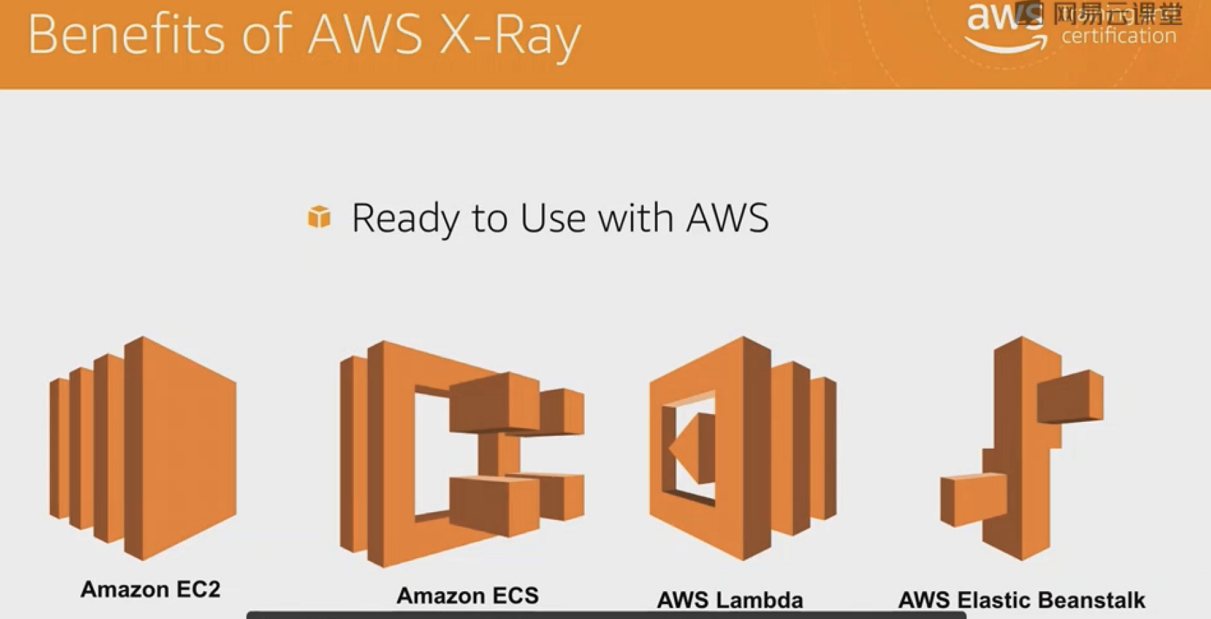 Benefits of AWS X-Ray
aws
网易云课堂
certification
Ready to Use with AWS
Amazon EC2
Amazon ECS
AWS Lambda
AWS Elastic Beanstalk